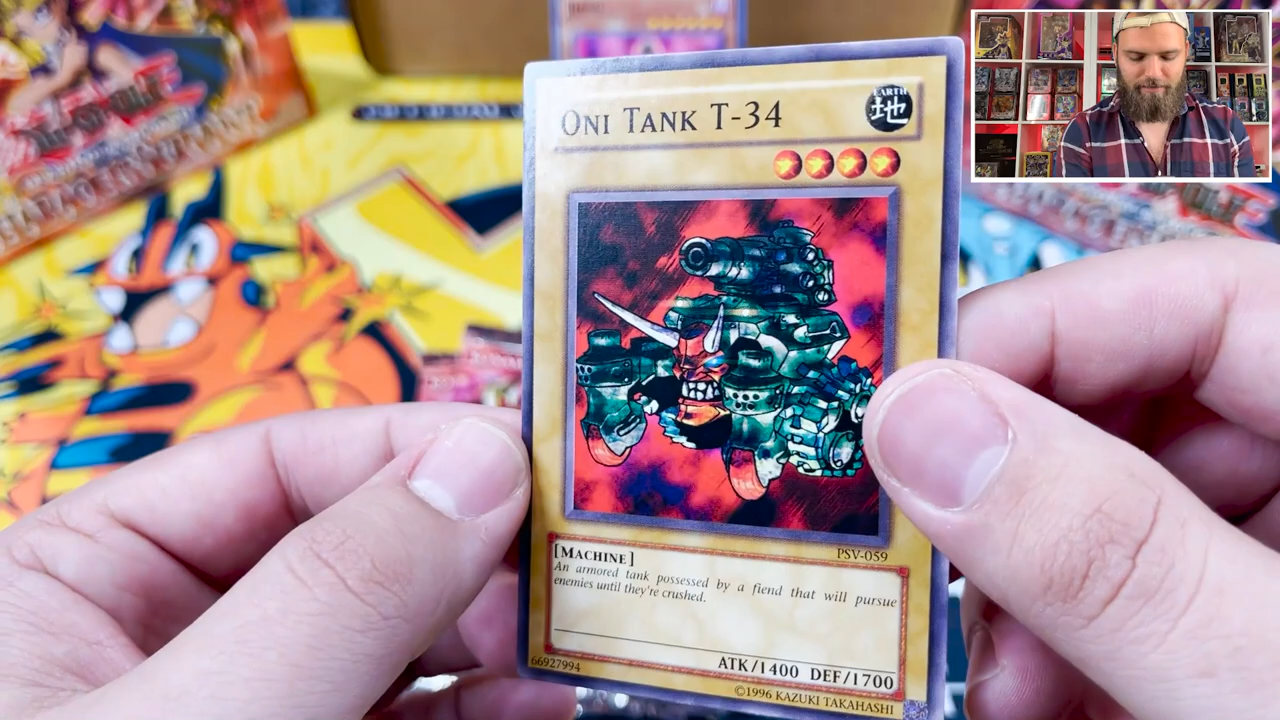 ONI TANK T-34
EARTH
地
PSV-059
[MACHINE]
An armored tank possessed by a fiend that will pursue
enemies until they're crushed.
ATK/1400 DEF/1700
66927994
©1996 KAZUKI TAKAHASHI